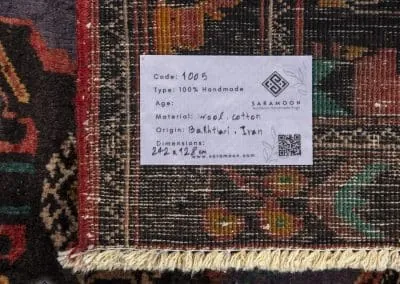 Code: 1005
Type: 100% Handmade
Age:
Material: wool, cotton
Origin: Bakhtiari, Iran
Dimensions:
242 x 128 cm
www.saramoon.com
SARAMOON